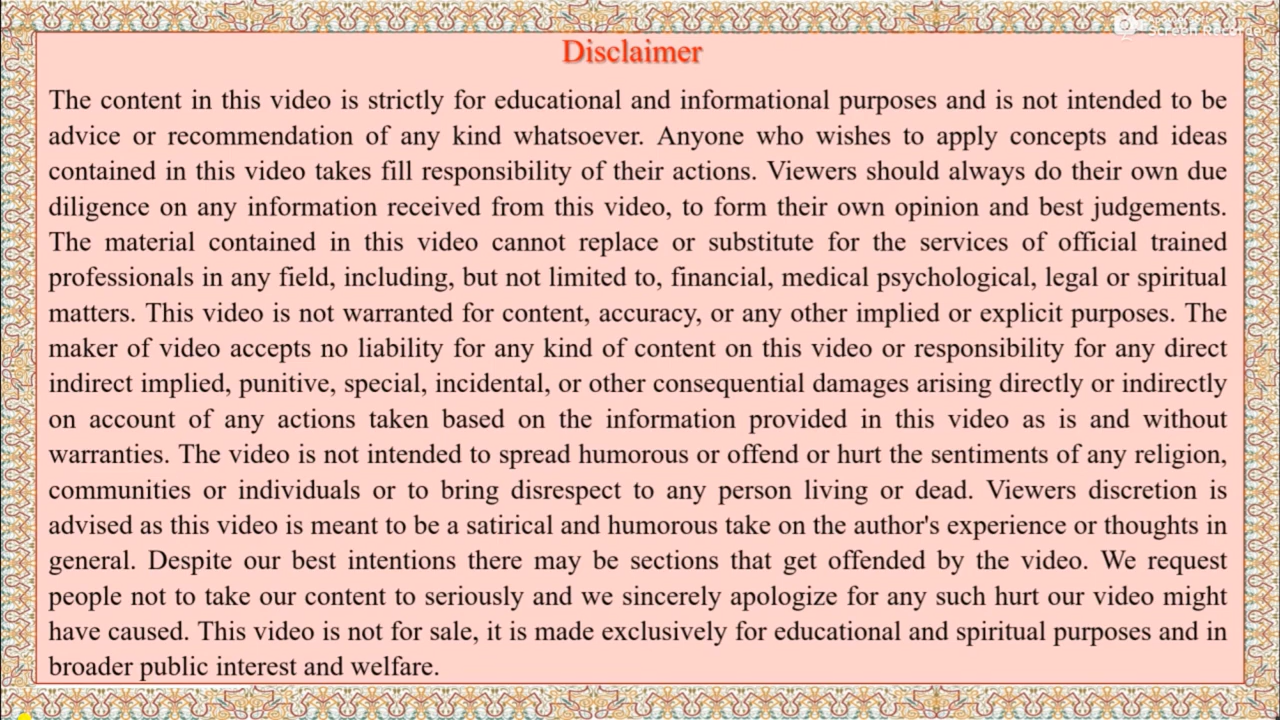 Screen Recorder
Disclaimer
The content in this video is strictly for educational and informational purposes and is not intended to be
advice or recommendation of any kind whatsoever. Anyone who wishes to apply concepts and ideas
contained in this video takes fill responsibility of their actions. Viewers should always do their own due
diligence on any information received from this video, to form their own opinion and best judgements.
The material contained in this video cannot replace or substitute for the services of official trained
professionals in any field, including, but not limited to, financial, medical psychological, legal or spiritual
matters. This video is not warranted for content, accuracy, or any other implied or explicit purposes. The
maker of video accepts no liability for any kind of content on this video or responsibility for any direct
indirect implied, punitive, special, incidental, or other consequential damages arising directly or indirectly
on account of any actions taken based on the information provided in this video as is and without
warranties. The video is not intended to spread humorous or offend or hurt the sentiments of any religion,
communities or individuals or to bring disrespect to any person living or dead. Viewers discretion is
advised as this video is meant to be a satirical and humorous take on the author's experience or thoughts in
general. Despite our best intentions there may be sections that get offended by the video. We request
people not to take our content to seriously and we sincerely apologize for any such hurt our video might
have caused. This video is not for sale, it is made exclusively for educational and spiritual purposes and in
broader public interest and welfare.